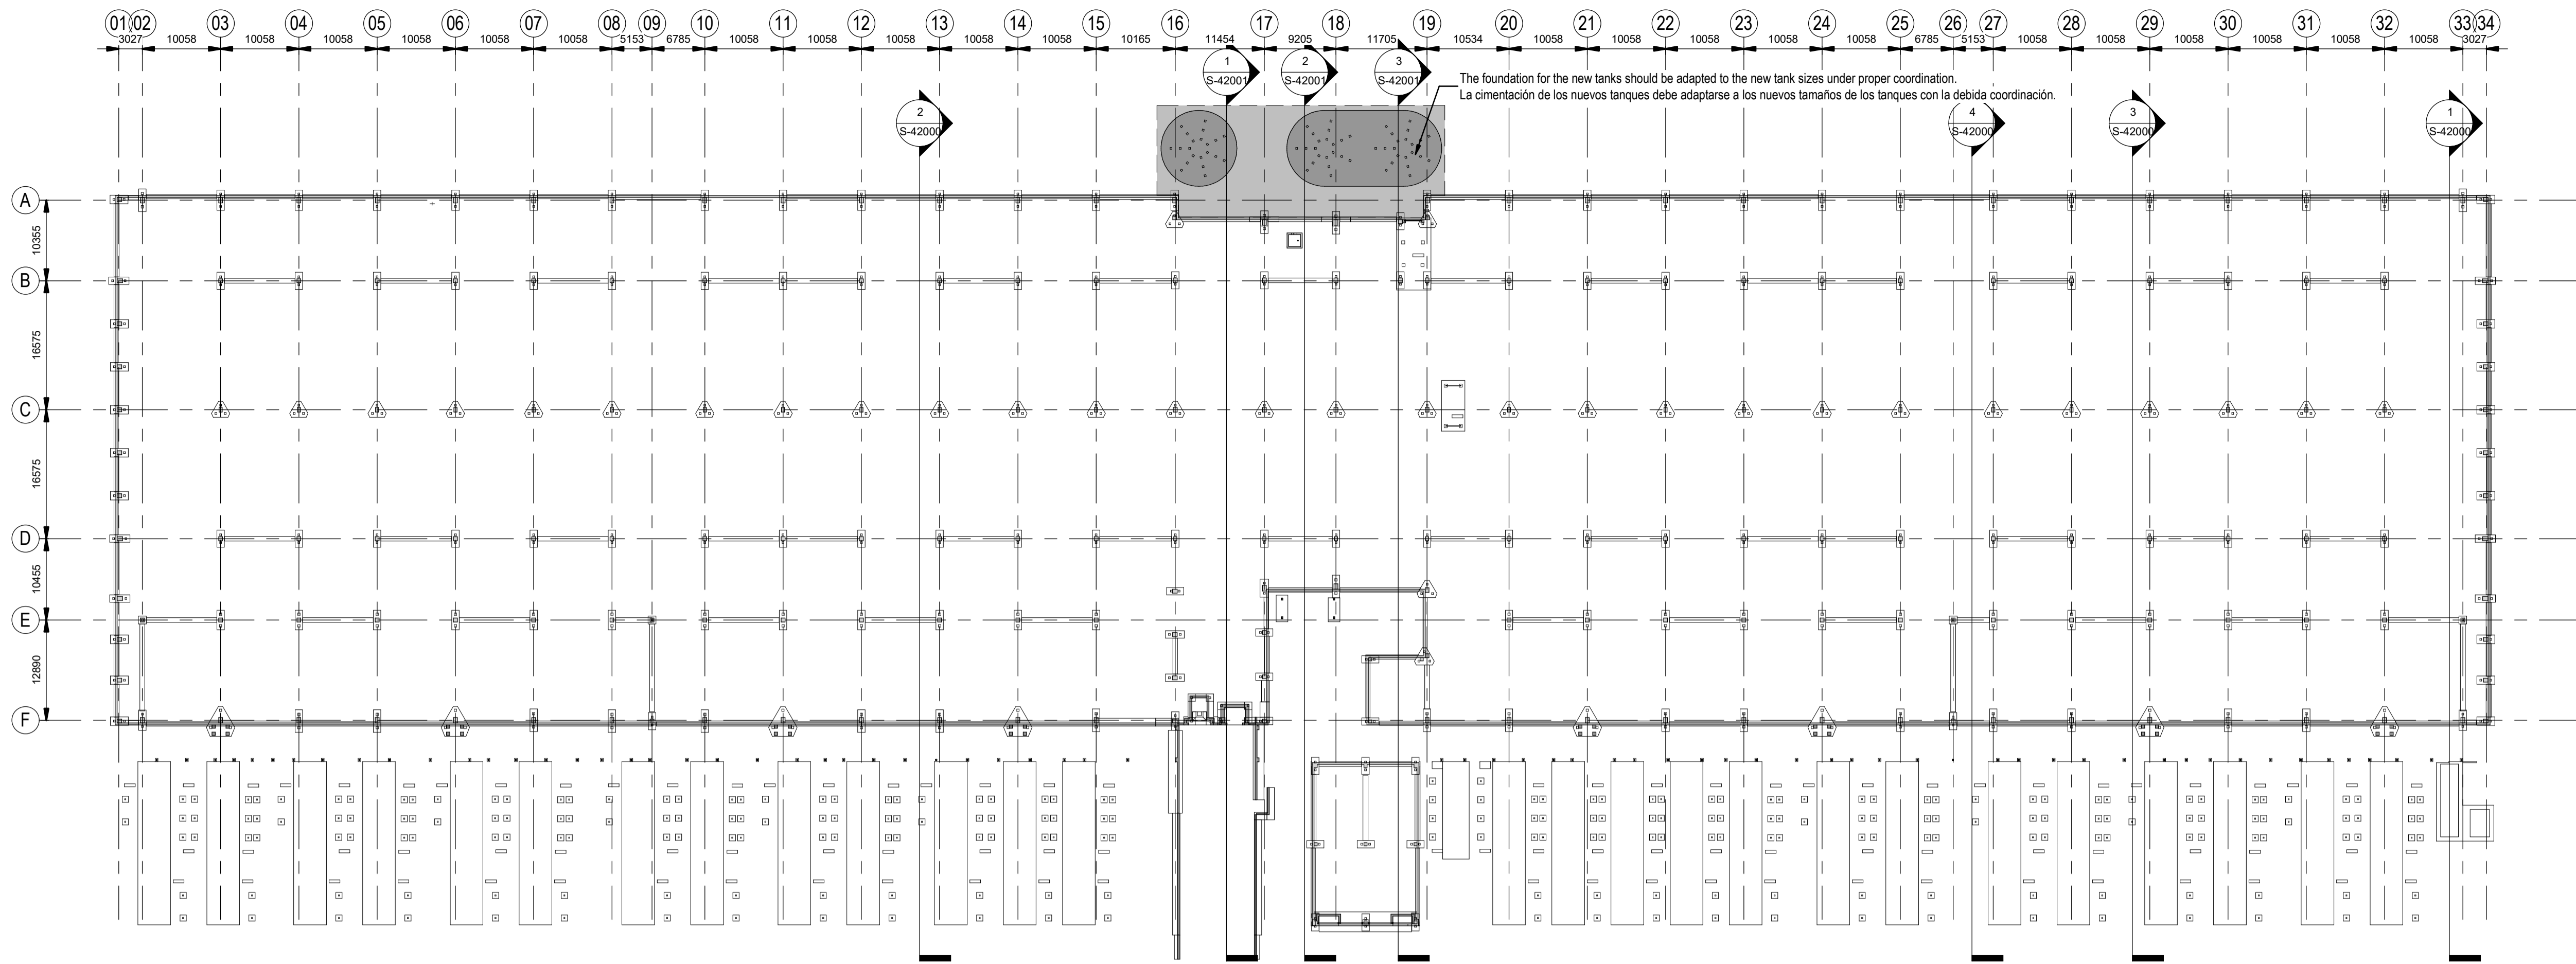 01 02 03 04 05 06 07 08 09 10 11 12 13 14 15 16 17 18 19 20 21 22 23 24 25 26 27 28 29 30 31 32 33 34
3027 10058 10058 10058 10058 10058 10058 5153 6785 10058 10058 10058 10058 10058 10165 11454 9205 11705 10534 10058 10058 10058 10058 10058 6785 5153 10058 10058 10058 10058 10058 10058 3027
1
S-42001
2
S-42001
3
S-42001
The foundation for the new tanks should be adapted to the new tank sizes under proper coordination.
La cimentación de los nuevos tanques debe adaptarse a los nuevos tamaños de los tanques con la debida coordinación.
2
S-42000
4
S-42000
3
S-42000
1
S-42000
A
10355
B
16575
C
16575
D
10455
E
12890
F